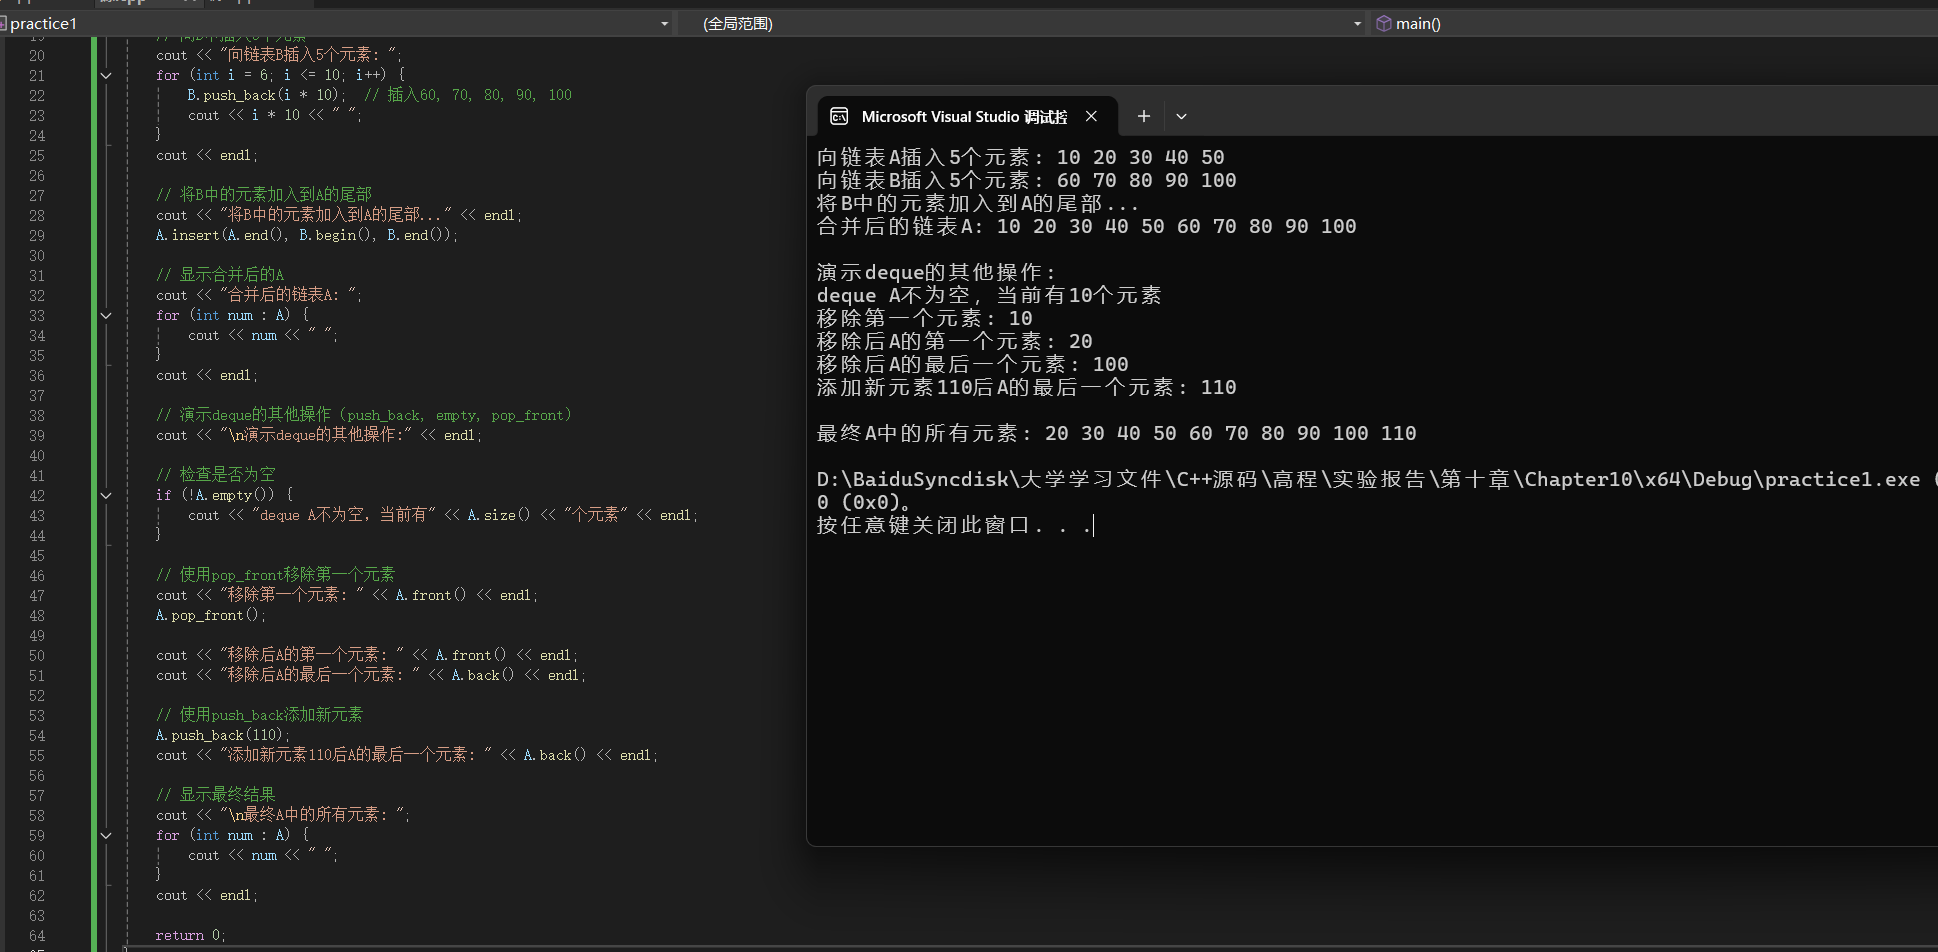 practice1
(全局范围)
main()
20 cout << "向链表B插入5个元素: ";
21 for (int i = 6; i <= 10; i++) {
22 B.push_back(i * 10); // 插入60, 70, 80, 90, 100
23 cout << i * 10 << " ";
24 }
25 cout << endl;
26
27 // 将B中的元素加入到A的尾部
28 cout << "将B中的元素加入到A的尾部..." << endl;
29 A.insert(A.end(), B.begin(), B.end());
30
31 // 显示合并后的A
32 cout << "合并后的链表A: ";
33 for (int num : A) {
34 cout << num << " ";
35 }
36 cout << endl;
37
38 // 演示deque的其他操作（push_back, empty, pop_front）
39 cout << "\n演示deque的其他操作:" << endl;
40
41 // 检查是否为空
42 if (!A.empty()) {
43 cout << "deque A不为空，当前有" << A.size() << "个元素" << endl;
44 }
45
46 // 使用pop_front移除第一个元素
47 cout << "移除第一个元素: " << A.front() << endl;
48 A.pop_front();
49
50 cout << "移除后A的第一个元素: " << A.front() << endl;
51 cout << "移除后A的最后一个元素: " << A.back() << endl;
52
53 // 使用push_back添加新元素
54 A.push_back(110);
55 cout << "添加新元素110后A的最后一个元素: " << A.back() << endl;
56
57 // 显示最终结果
58 cout << "\n最终A中的所有元素: ";
59 for (int num : A) {
60 cout << num << " ";
61 }
62 cout << endl;
63
64 return 0;
Microsoft Visual Studio 调试控
向链表A插入5个元素: 10 20 30 40 50
向链表B插入5个元素: 60 70 80 90 100
将B中的元素加入到A的尾部...
合并后的链表A: 10 20 30 40 50 60 70 80 90 100
演示deque的其他操作:
deque A不为空，当前有10个元素
移除第一个元素: 10
移除后A的第一个元素: 20
移除后A的最后一个元素: 100
添加新元素110后A的最后一个元素: 110
最终A中的所有元素: 20 30 40 50 60 70 80 90 100 110
D:\BaiduSyncdisk\大学学习文件\C++源码\高程\实验报告\第十章\Chapter10\x64\Debug\practice1.exe (
0 (0x0)。
按任意键关闭此窗口. . .